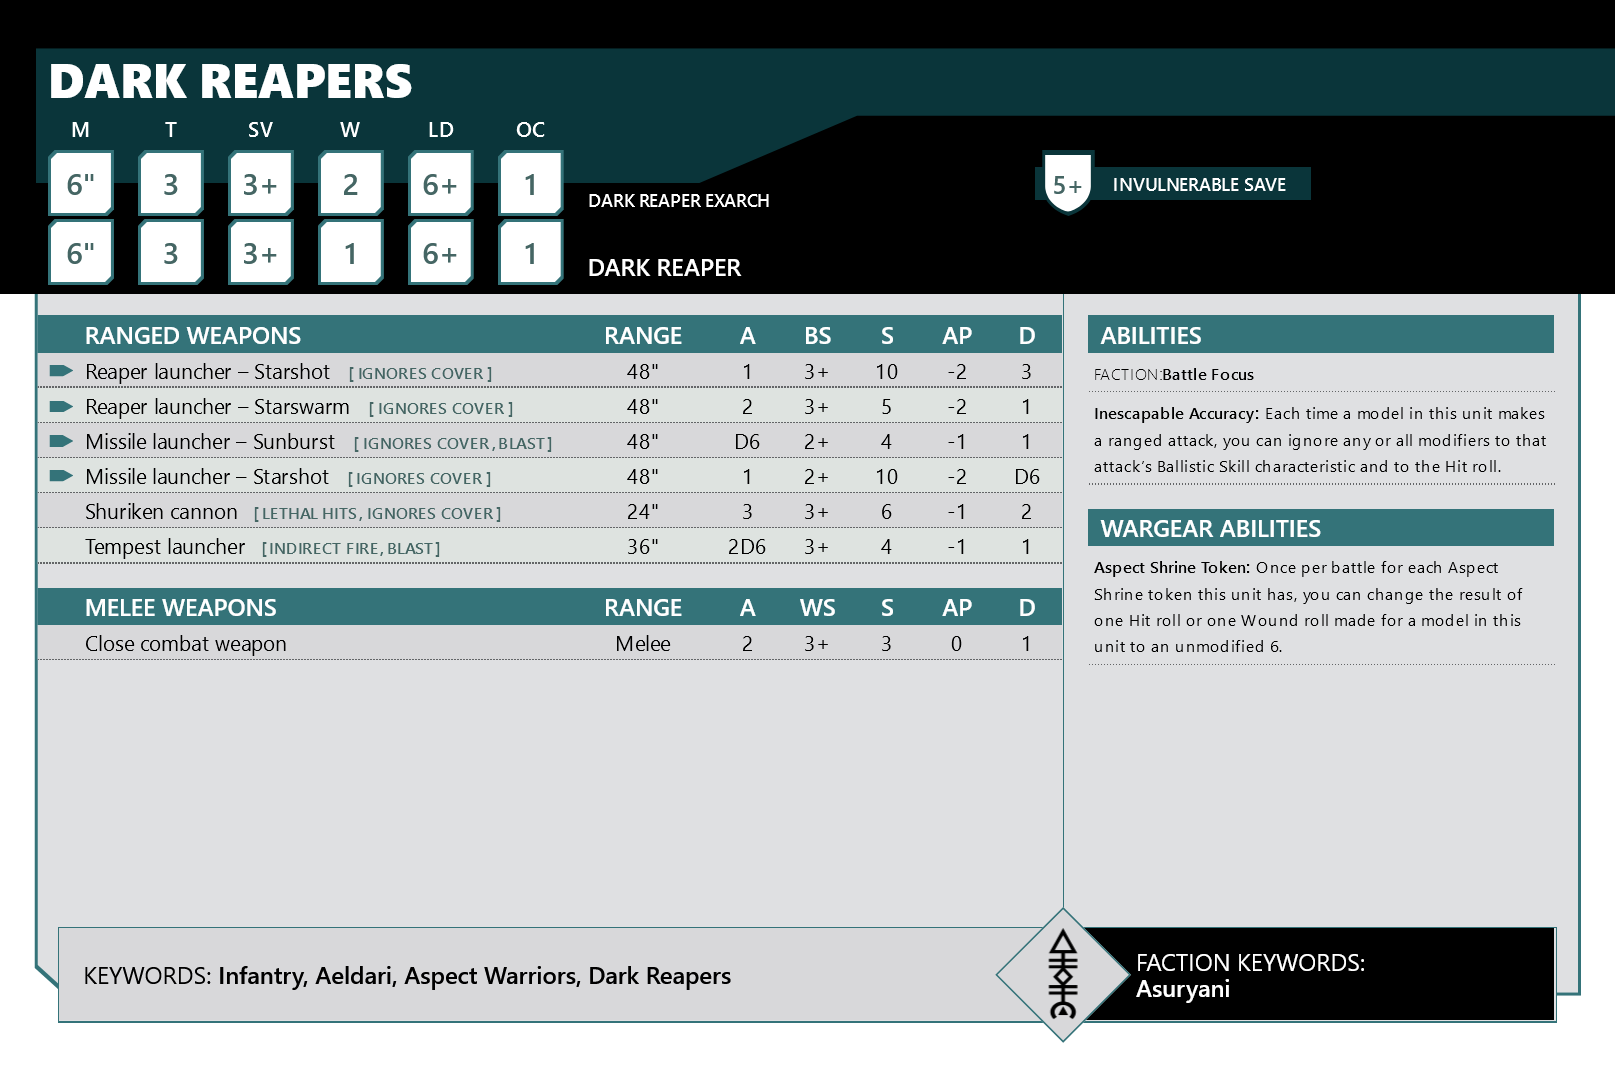 DARK REAPERS
M T SV W LD OC
6" 3 3+ 2 6+ 1 DARK REAPER EXARCH
5+ INVULNERABLE SAVE
6" 3 3+ 1 6+ 1 DARK REAPER
RANGED WEAPONS RANGE A BS S AP D
Reaper launcher – Starshot [ IGNORES COVER ] 48" 1 3+ 10 -2 3
Reaper launcher – Starswarm [ IGNORES COVER ] 48" 2 3+ 5 -2 1
Missile launcher – Sunburst [ IGNORES COVER, BLAST] 48" D6 2+ 4 -1 1
Missile launcher – Starshot [ IGNORES COVER ] 48" 1 2+ 10 -2 D6
Shuriken cannon [ LETHAL HITS, IGNORES COVER ] 24" 3 3+ 6 -1 2
Tempest launcher [INDIRECT FIRE, BLAST] 36" 2D6 3+ 4 -1 1
MELEE WEAPONS RANGE A WS S AP D
Close combat weapon Melee 2 3+ 3 0 1
ABILITIES
FACTION:Battle Focus
Inescapable Accuracy: Each time a model in this unit makes
a ranged attack, you can ignore any or all modifiers to that
attack’s Ballistic Skill characteristic and to the Hit roll.
WARGEAR ABILITIES
Aspect Shrine Token: Once per battle for each Aspect
Shrine token this unit has, you can change the result of
one Hit roll or one Wound roll made for a model in this
unit to an unmodified 6.
KEYWORDS: Infantry, Aeldari, Aspect Warriors, Dark Reapers
FACTION KEYWORDS:
Asuryani